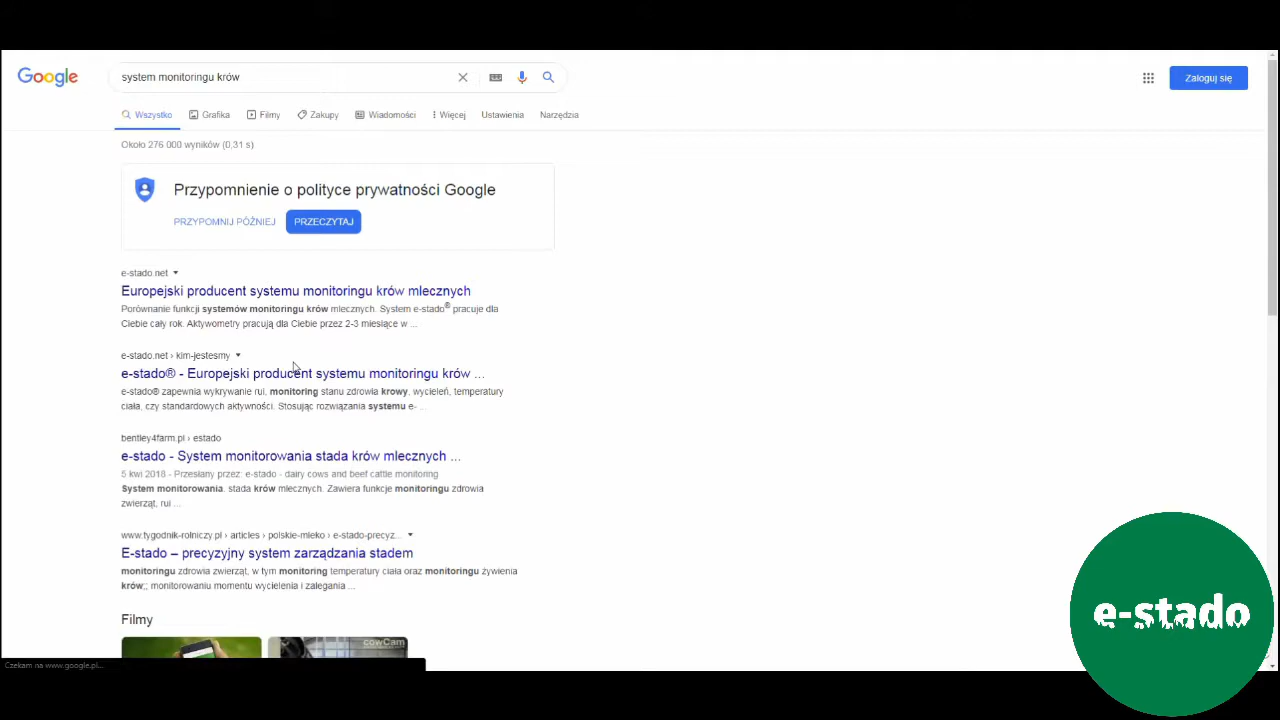 Google
system monitoringu krów
Zaloguj się
Wszystko Grafika Filmy Zakupy Wiadomości Więcej Ustawienia Narzędzia
Około 276 000 wyników (0,31 s)
Przypomnienie o polityce prywatności Google
PRZYPOMNIJ PÓŹNIEJ PRZECZYTAJ
e-stado.net
Europejski producent systemu monitoringu krów mlecznych
Porównanie funkcji systemów monitoringu krów mlecznych. System e-stado® pracuje dla
Ciebie cały rok. Aktywometry pracują dla Ciebie przez 2-3 miesiące w ...
e-stado.net › kim-jestesmy
e-stado® - Europejski producent systemu monitoringu krów ...
e-stado® zapewnia wykrywanie rui, monitoring stanu zdrowia krowy, wycieleń, temperatury
ciała, czy standardowych aktywności. Stosując rozwiązania systemu e- ...
bentley4farm.pl › estado
e-stado - System monitorowania stada krów mlecznych ...
5 kwi 2018 - Przesłany przez: e-stado - dairy cows and beef cattle monitoring
System monitorowania. stada krów mlecznych. Zawiera funkcje monitoringu zdrowia
zwierząt, rui ...
www.tygodnik-rolniczy.pl › articles › polskie-mleko › e-stado-precyz...
E-stado – precyzyjny system zarządzania stadem
monitoringu zdrowia zwierząt, w tym monitoring temperatury ciała oraz monitoringu żywienia
krów;; monitorowaniu momentu wycielenia i zalegania ...
Filmy
cowCam
Czekam na www.google.pl...
e-stado